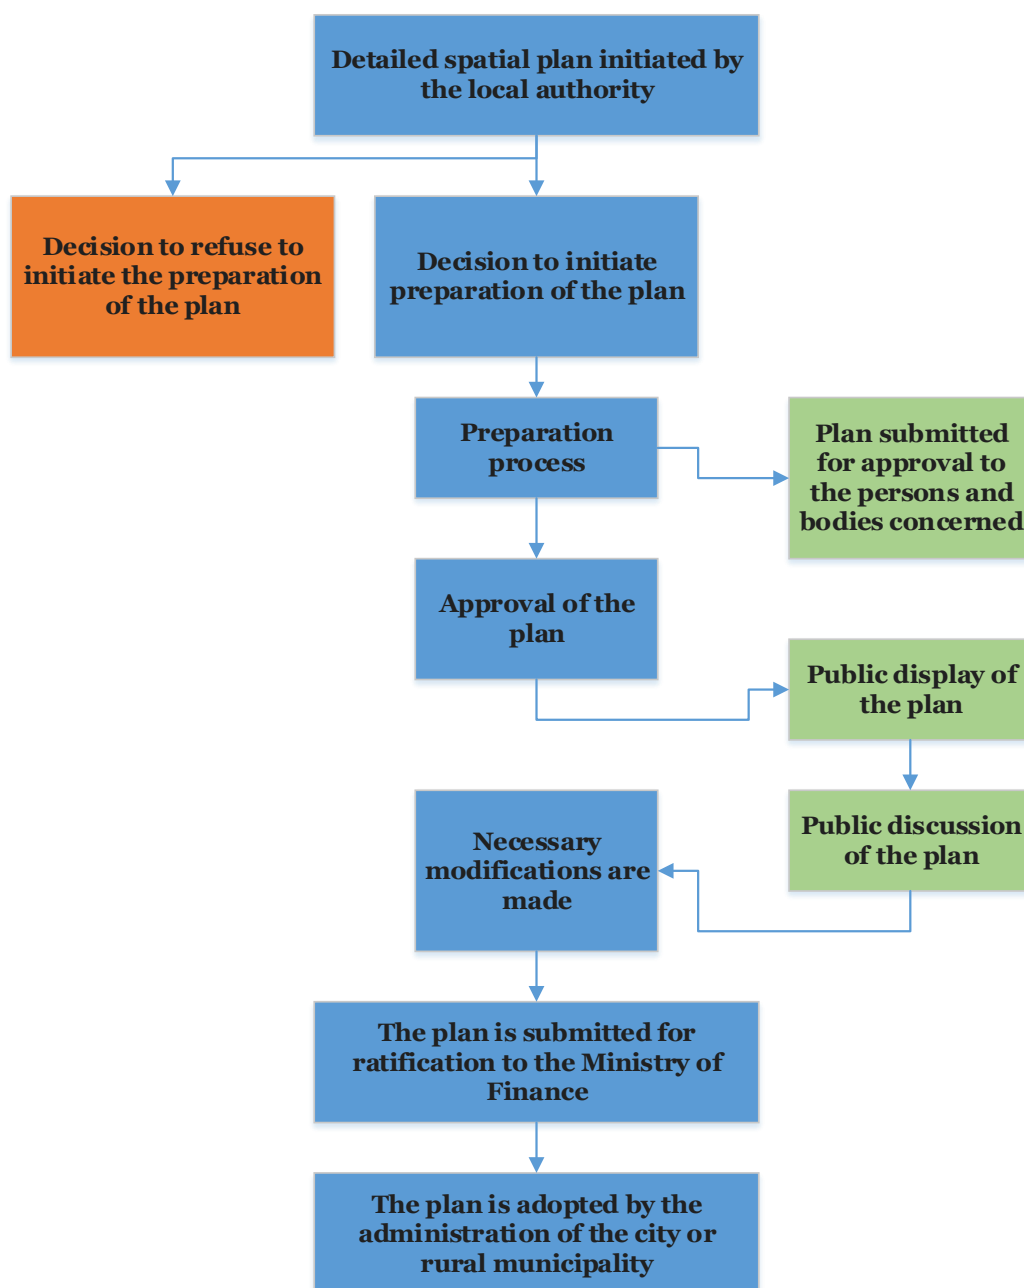 Detailed spatial plan initiated by
the local authority
Decision to refuse to
initiate the preparation
of the plan
Decision to initiate
preparation of the plan
Preparation
process
Plan submitted
for approval to
the persons and
bodies concerned
Approval of the
plan
Public display of
the plan
Public discussion
of the plan
Necessary
modifications are
made
The plan is submitted for
ratification to the Ministry of
Finance
The plan is adopted by the
administration of the city or
rural municipality